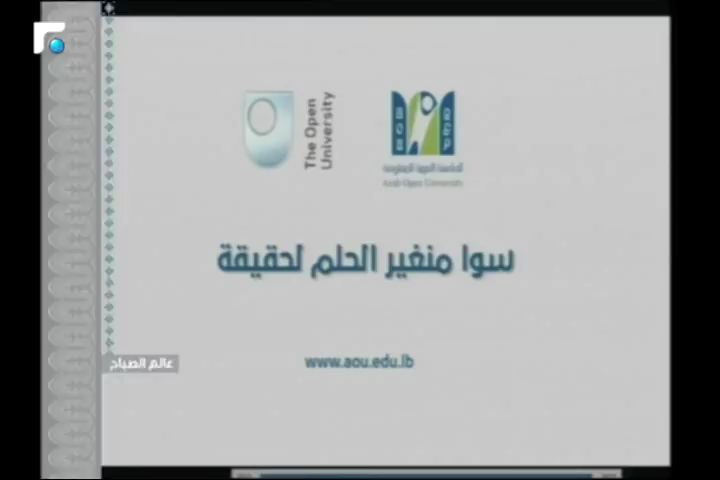 The Open
University
الجامعة العربية المفتوحة
Arab Open University
سوا منغير الحلم لحقيقة
www.aou.edu.lb
عالم الصباح